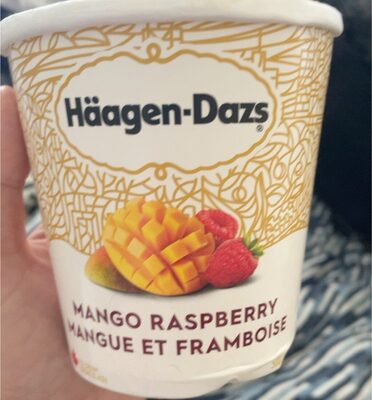 Häagen-Dazs®
MANGO RASPBERRY
MANGUE ET FRAMBOISE